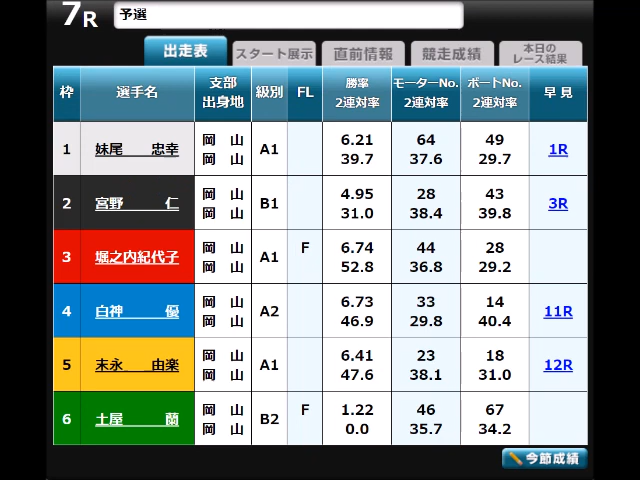 7R 予選
出走表 スタート展示 直前情報 競走成績 本日のレース結果
枠 選手名 支部 出身地 級別 FL 勝率 2連対率 モーターNo. 2連対率 ボートNo. 2連対率 早見
1 妹尾 忠幸 岡山 岡山 A1 6.21 39.7 64 37.6 49 29.7 1R
2 宮野 仁 岡山 岡山 B1 4.95 31.0 28 38.4 43 39.8 3R
3 堀之内紀代子 岡山 岡山 A1 F 6.74 52.8 44 36.8 28 29.2
4 白神 優 岡山 岡山 A2 6.73 46.9 33 29.8 14 40.4 11R
5 末永 由楽 岡山 岡山 A1 6.41 47.6 23 38.1 18 31.0 12R
6 土屋 蘭 岡山 岡山 B2 F 1.22 0.0 46 35.7 67 34.2
今節成績